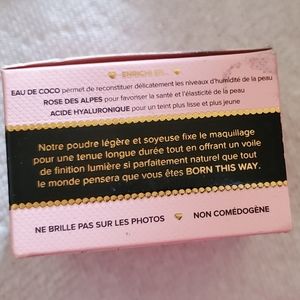 ENRICHI EN...
EAU DE COCO permet de reconstituer délicatement les niveaux d'humidité de la peau
ROSE DES ALPES pour favoriser la santé et l'élasticité de la peau
ACIDE HYALURONIQUE pour un teint plus lisse et plus jeune
Notre poudre légère et soyeuse fixe le maquillage
pour une tenue longue durée tout en offrant un voile
de finition lumière si parfaitement naturel que tout
le monde pensera que vous êtes BORN THIS WAY.
NE BRILLE PAS SUR LES PHOTOS
NON COMÉDOGÈNE